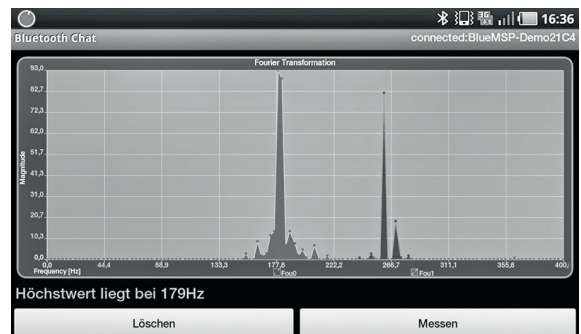 3G 16:36
Bluetooth Chat connected:BlueMSP-Demo21C4
Fourier Transformation
93,0
82,7
72,3
62,0
51,7
41,3
31,0
20,7
10,3
0,0
Magnitude
0,0 44,4 88,9 133,3 177,8 222,2 266,7 311,1 355,6 400,
Frequency [Hz] Fou0 Fou1
Höchstwert liegt bei 179Hz
Löschen Messen